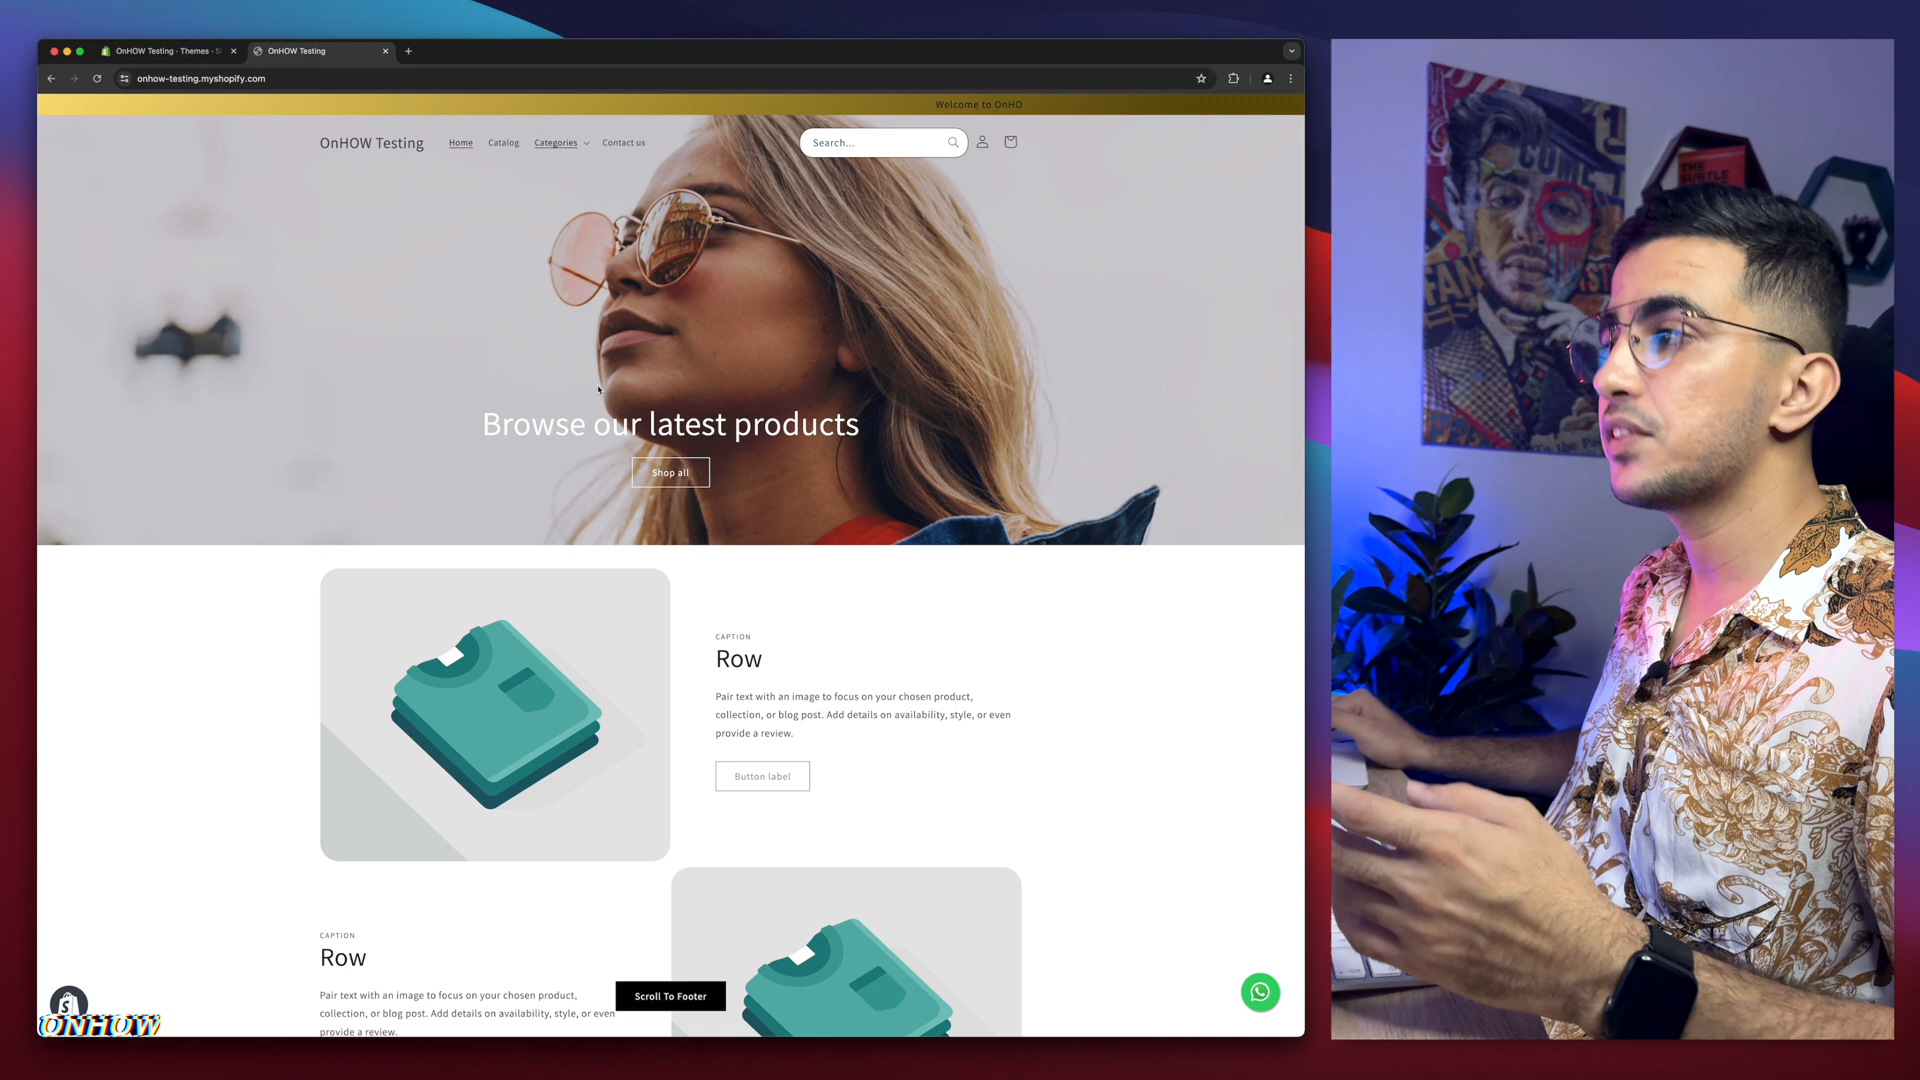 OnHOW Testing · Themes · S
OnHOW Testing
onhow-testing.myshopify.com
Welcome to OnHO
OnHOW Testing
Home
Catalog
Categories
Contact us
Search...
Browse our latest products
Shop all
CAPTION
Row
Pair text with an image to focus on your chosen product,
collection, or blog post. Add details on availability, style, or even
provide a review.
Button label
CAPTION
Row
Pair text with an image to focus on your chosen product,
collection, or blog post. Add details on availability, style, or even
provide a review.
Scroll To Footer
ONHOW
THE
SUBTLE